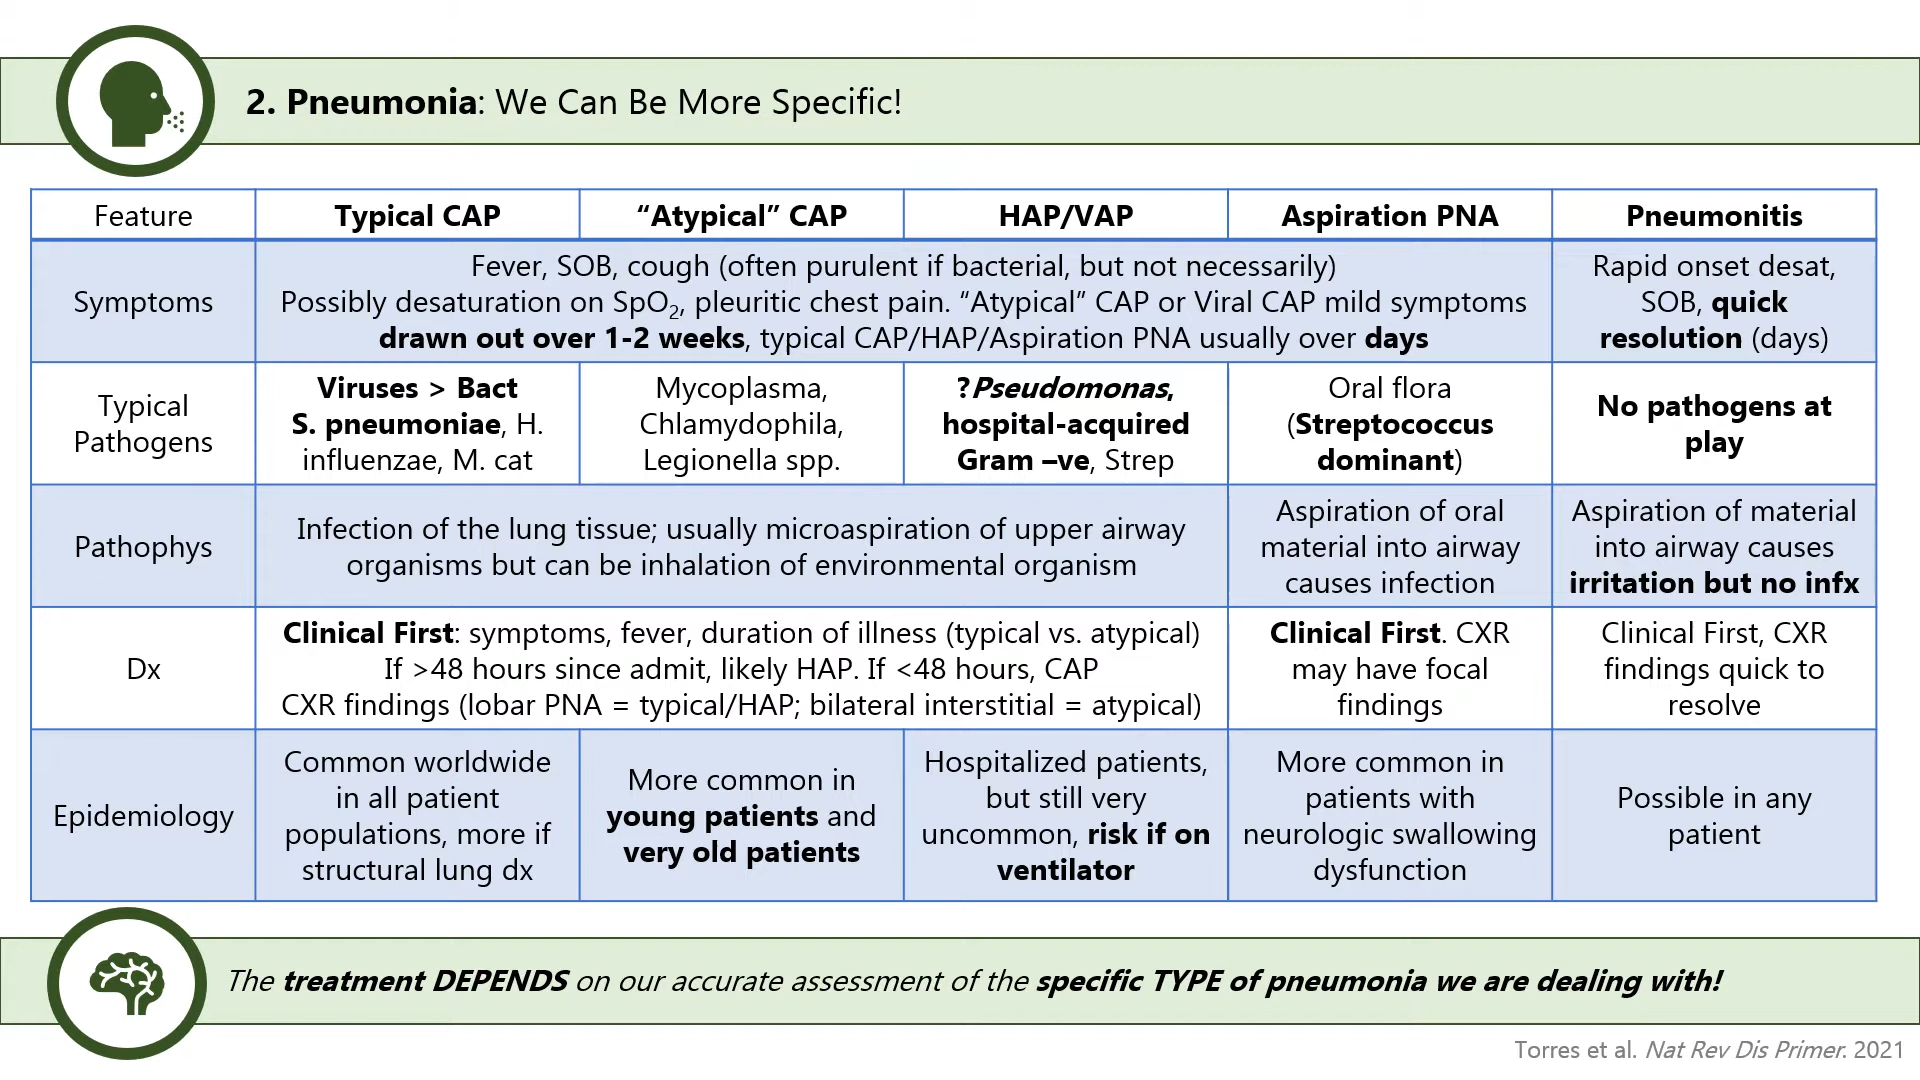 2. Pneumonia: We Can Be More Specific!
Feature
Typical CAP
“Atypical” CAP
HAP/VAP
Aspiration PNA
Pneumonitis
Symptoms
Fever, SOB, cough (often purulent if bacterial, but not necessarily)
Possibly desaturation on SpO₂, pleuritic chest pain. “Atypical” CAP or Viral CAP mild symptoms
drawn out over 1-2 weeks, typical CAP/HAP/Aspiration PNA usually over days
Rapid onset desat,
SOB, quick
resolution (days)
Typical
Pathogens
Viruses > Bact
S. pneumoniae, H.
influenzae, M. cat
Mycoplasma,
Chlamydophila,
Legionella spp.
?Pseudomonas,
hospital-acquired
Gram –ve, Strep
Oral flora
(Streptococcus
dominant)
No pathogens at
play
Pathophys
Infection of the lung tissue; usually microaspiration of upper airway
organisms but can be inhalation of environmental organism
Aspiration of oral
material into airway
causes infection
Aspiration of material
into airway causes
irritation but no infx
Dx
Clinical First: symptoms, fever, duration of illness (typical vs. atypical)
If >48 hours since admit, likely HAP. If <48 hours, CAP
CXR findings (lobar PNA = typical/HAP; bilateral interstitial = atypical)
Clinical First. CXR
may have focal
findings
Clinical First, CXR
findings quick to
resolve
Epidemiology
Common worldwide
in all patient
populations, more if
structural lung dx
More common in
young patients and
very old patients
Hospitalized patients,
but still very
uncommon, risk if on
ventilator
More common in
patients with
neurologic swallowing
dysfunction
Possible in any
patient
The treatment DEPENDS on our accurate assessment of the specific TYPE of pneumonia we are dealing with!
Torres et al. Nat Rev Dis Primer. 2021